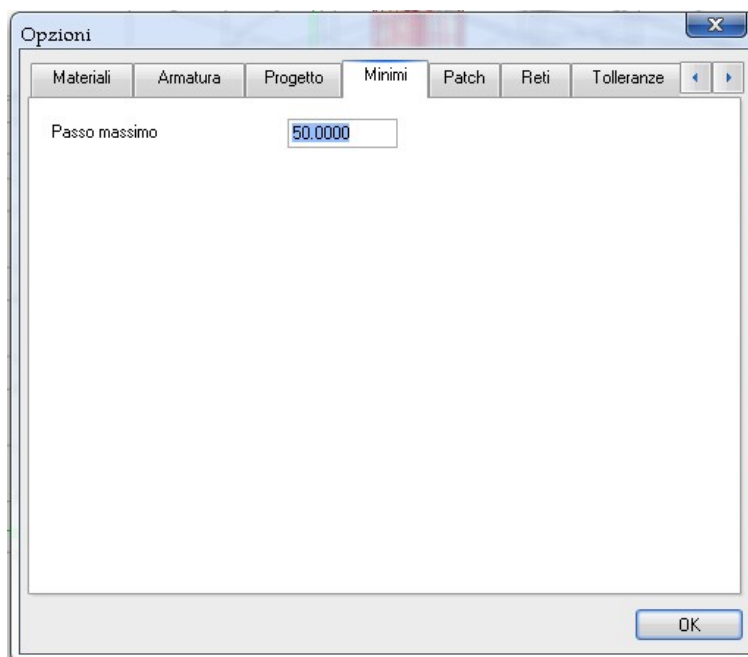 Opzioni
Materiali Armatura Progetto Minimi Patch Reti Tolleranze
Passo massimo 50.0000
OK